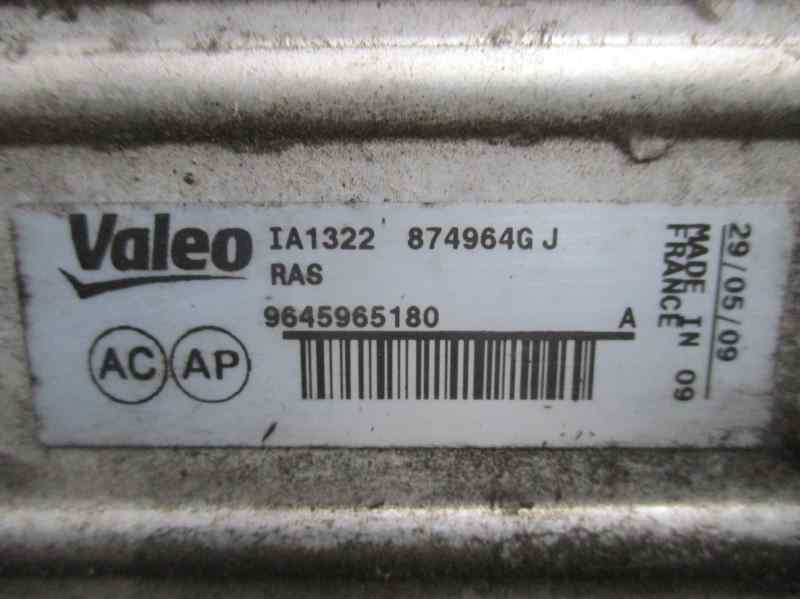 Valeo IA1322 874964G J
RAS
9645965180 A
AC AP
29/05/09
MADE IN 09
FRANCE